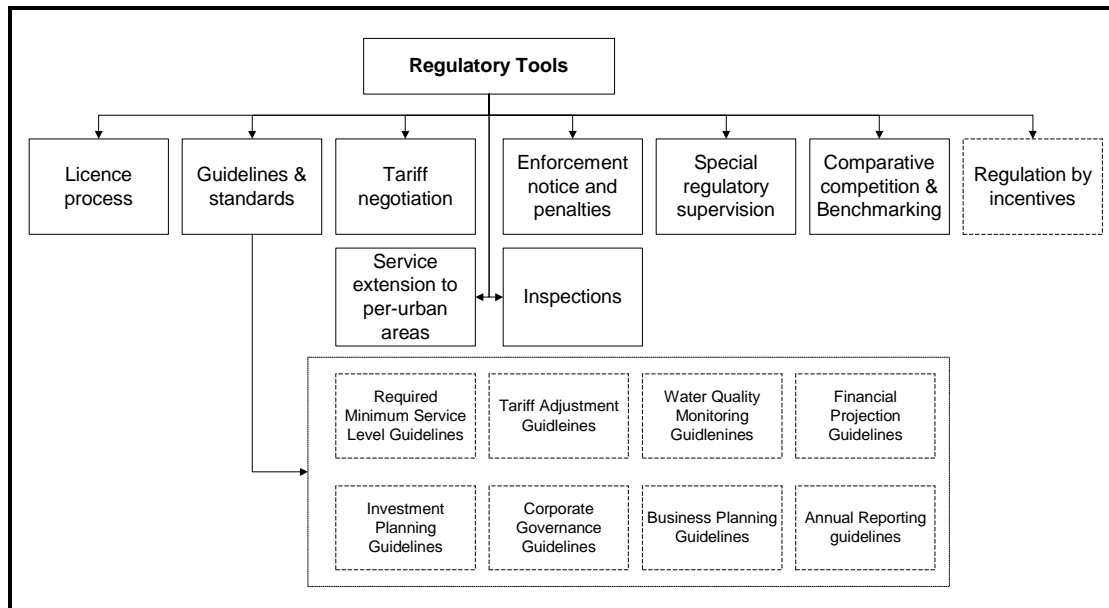 Regulatory Tools
Licence
process
Guidelines &
standards
Tariff
negotiation
Enforcement
notice and
penalties
Special
regulatory
supervision
Comparative
competition &
Benchmarking
Regulation by
incentives
Service
extension to
per-urban
areas
Inspections
Required
Minimum Service
Level Guidelines
Tariff Adjustment
Guidleines
Water Quality
Monitoring
Guidlenines
Financial
Projection
Guidelines
Investment
Planning
Guidelines
Corporate
Governance
Guidelines
Business Planning
Guidelines
Annual Reporting
guidelines